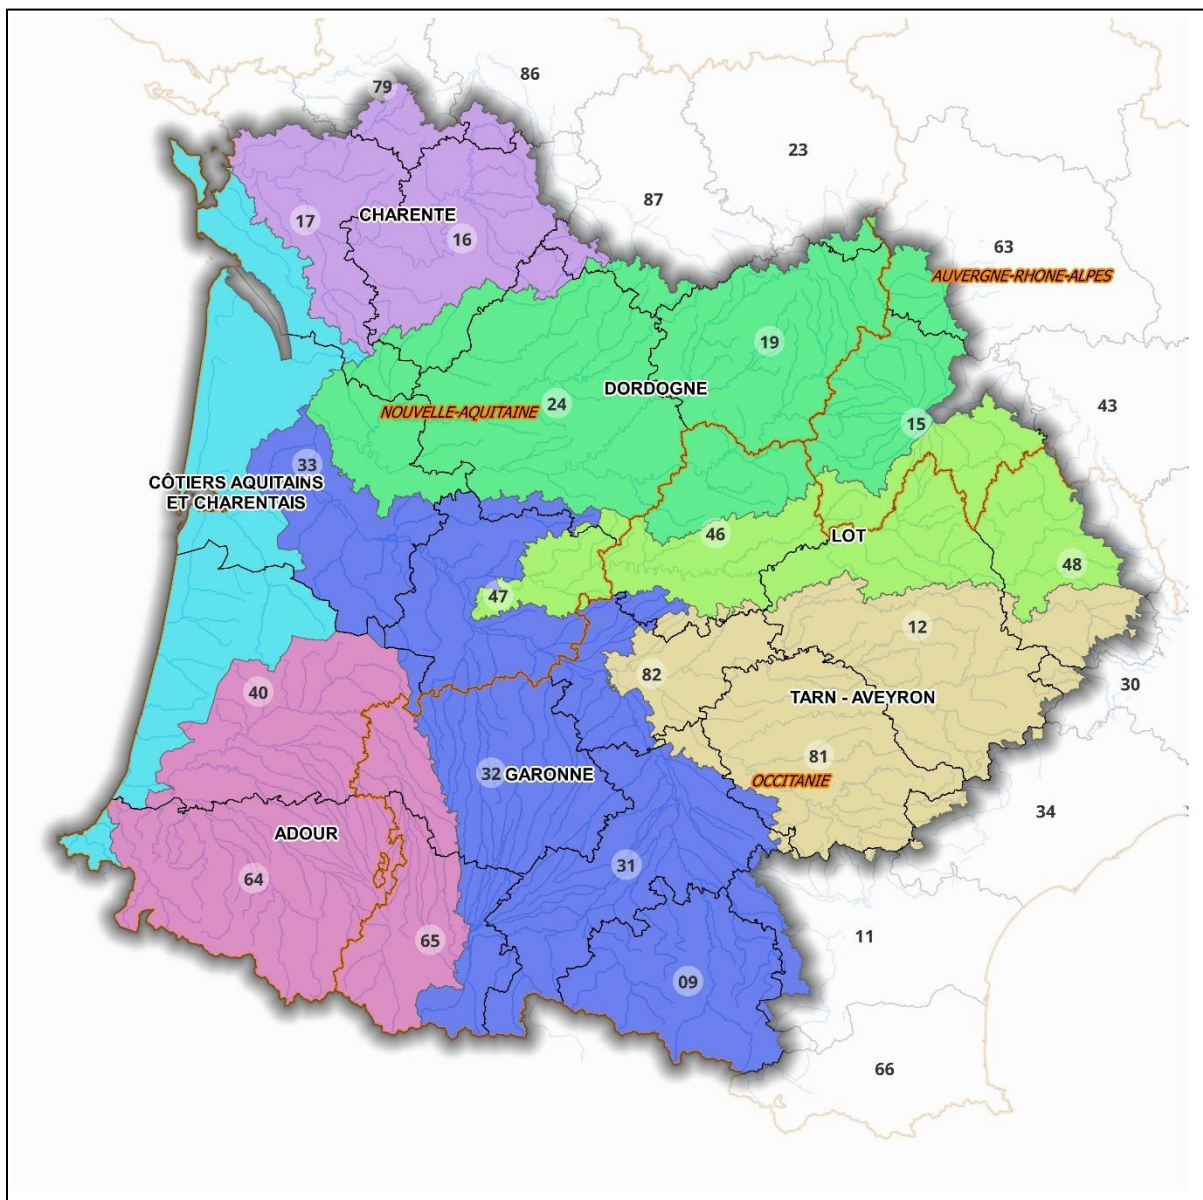 86
79
23
87
17
CHARENTE
16
63
AUVERGNE-RHONE-ALPES
19
DORDOGNE
NOUVELLE-AQUITAINE
24
43
15
33
CÔTIERS AQUITAINS
ET CHARENTAIS
46
LOT
48
47
12
82
30
40
TARN - AVEYRON
81
32
GARONNE
OCCITANIE
34
ADOUR
31
64
65
11
09
66